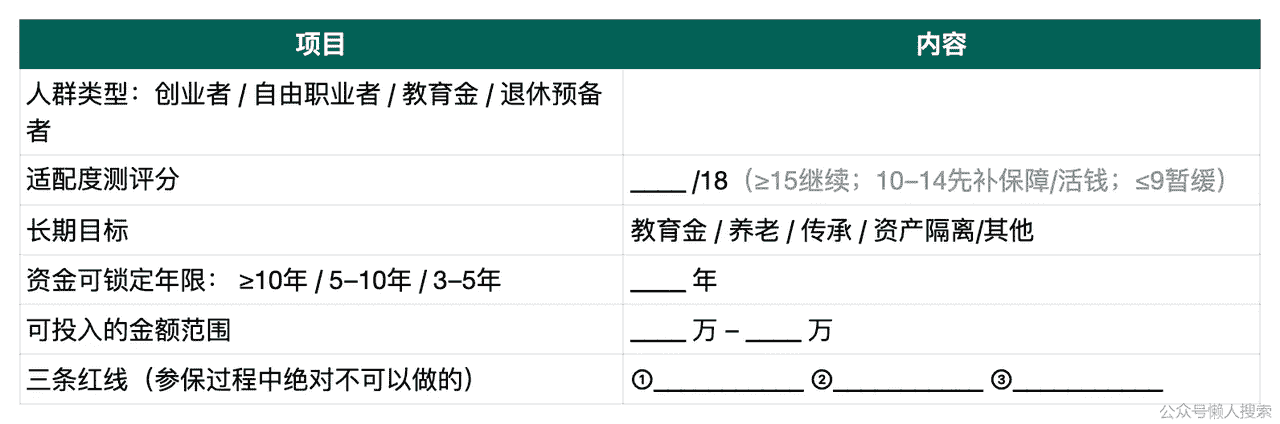 项目 内容
人群类型：创业者 / 自由职业者 / 教育金 / 退休预备
者
适配度测评分 ____ /18（≥15继续；10–14先补保障/活钱；≤9暂缓）
长期目标 教育金 / 养老 / 传承 / 资产隔离/其他
资金可锁定年限： ≥10年 / 5–10年 / 3–5年 ____ 年
可投入的金额范围 ____ 万 – ____ 万
三条红线（参保过程中绝对不可以做的） ①___________ ②___________ ③___________
公众号懒人搜索